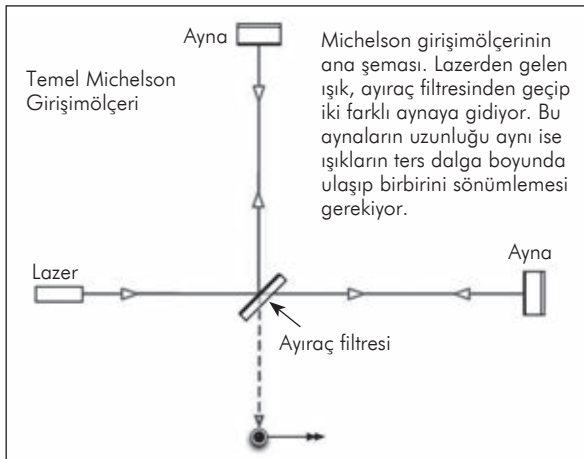 Ayna
Temel Michelson
Girişimölçeri
Michelson girişimölçerinin
ana şeması. Lazerden gelen
ışık, ayıraç filtresinden geçip
iki farklı aynaya gidiyor. Bu
aynaların uzunluğu aynı ise
ışıkların ters dalga boyunda
ulaşıp birbirini sönümlemesi
gerekiyor.
Lazer
Ayna
Ayıraç filtresi